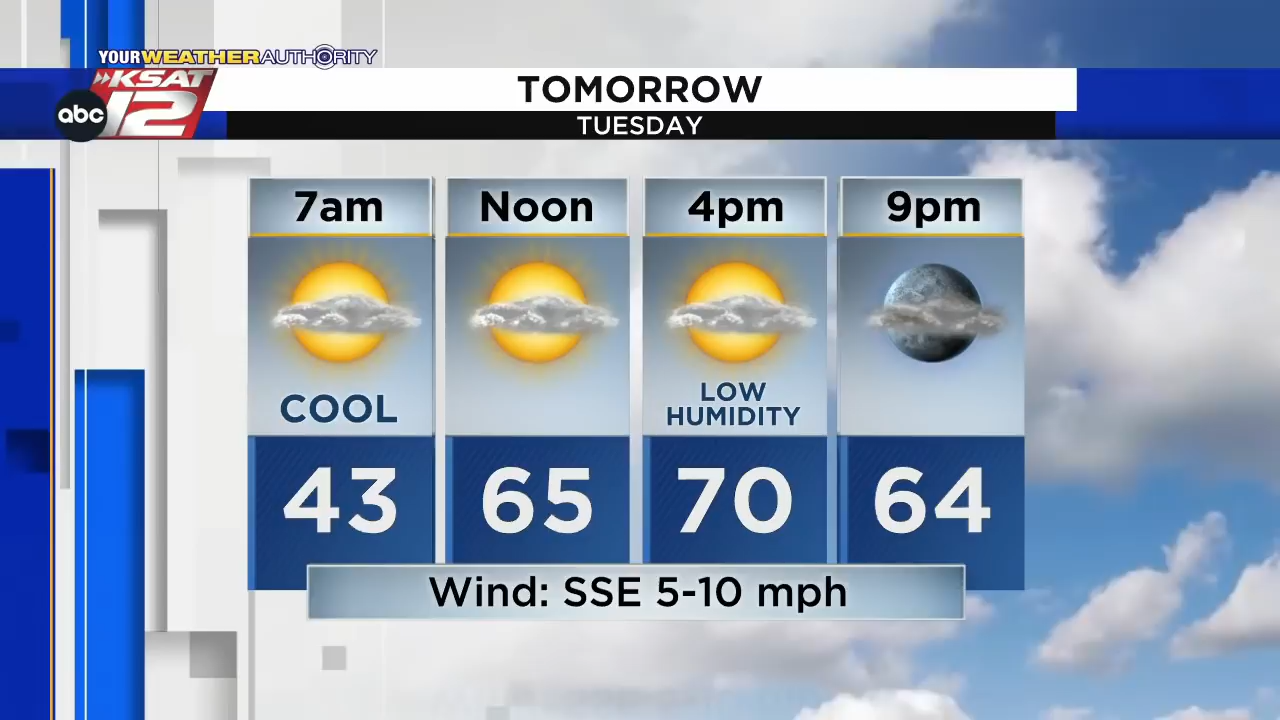 YOURWEATHERAUTHORITY
KSAT
abc
12
TOMORROW
TUESDAY
7am
Noon
4pm
9pm
COOL
LOW
HUMIDITY
43
65
70
64
Wind: SSE 5-10 mph